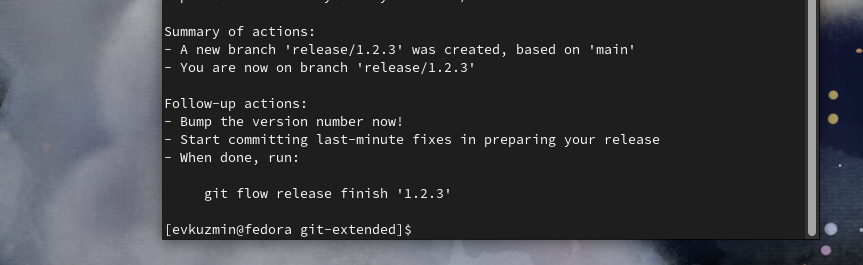 Summary of actions:
- A new branch 'release/1.2.3' was created, based on 'main'
- You are now on branch 'release/1.2.3'
Follow-up actions:
- Bump the version number now!
- Start committing last-minute fixes in preparing your release
- When done, run:
git flow release finish '1.2.3'
[evkuzmin@fedora git-extended]$